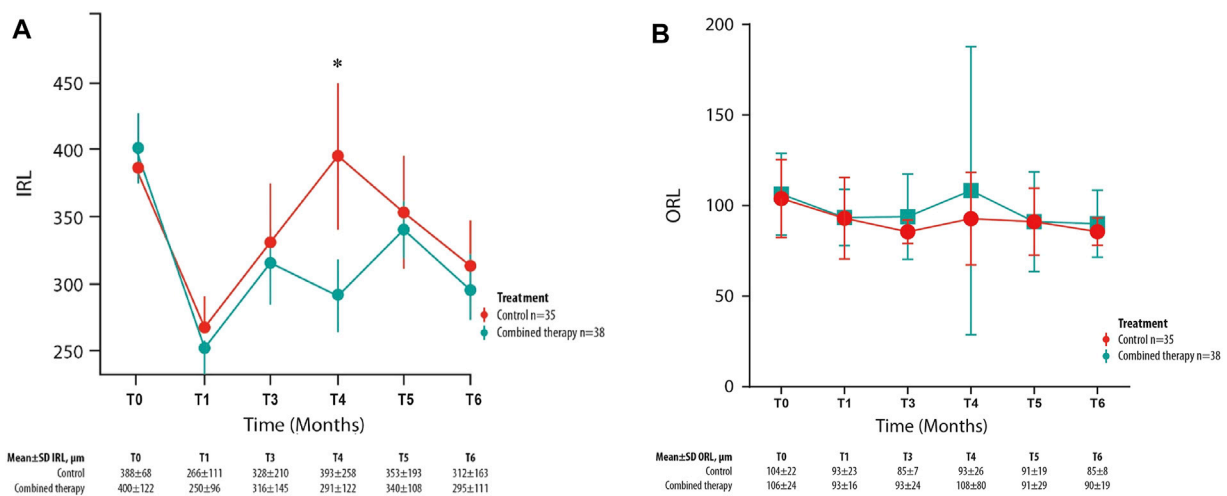 A
*
450
400
350
300
250
IRL
Treatment
Control n=35
Combined therapy n=38
T0 T1 T3 T4 T5 T6
Time (Months)
Mean±SD IRL, μm T0 T1 T3 T4 T5 T6
Control 388±68 266±111 328±210 393±258 353±193 312±163
Combined therapy 400±122 250±96 316±145 291±122 340±108 295±111
B
200
150
100
50
0
ORL
Treatment
Control n=35
Combined therapy n=38
T0 T1 T3 T4 T5 T6
Time (Months)
Mean±SD ORL, μm T0 T1 T3 T4 T5 T6
Control 104±22 93±23 85±7 93±26 91±19 85±8
Combined therapy 106±24 93±16 93±24 108±80 91±29 90±19